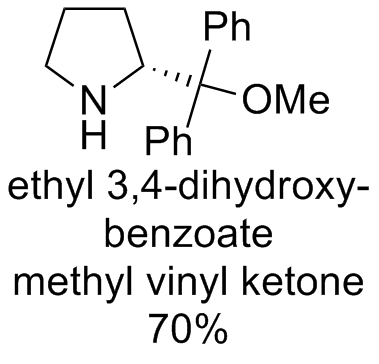 Ph
N
H
OMe
Ph
ethyl 3,4-dihydroxy-
benzoate
methyl vinyl ketone
70%